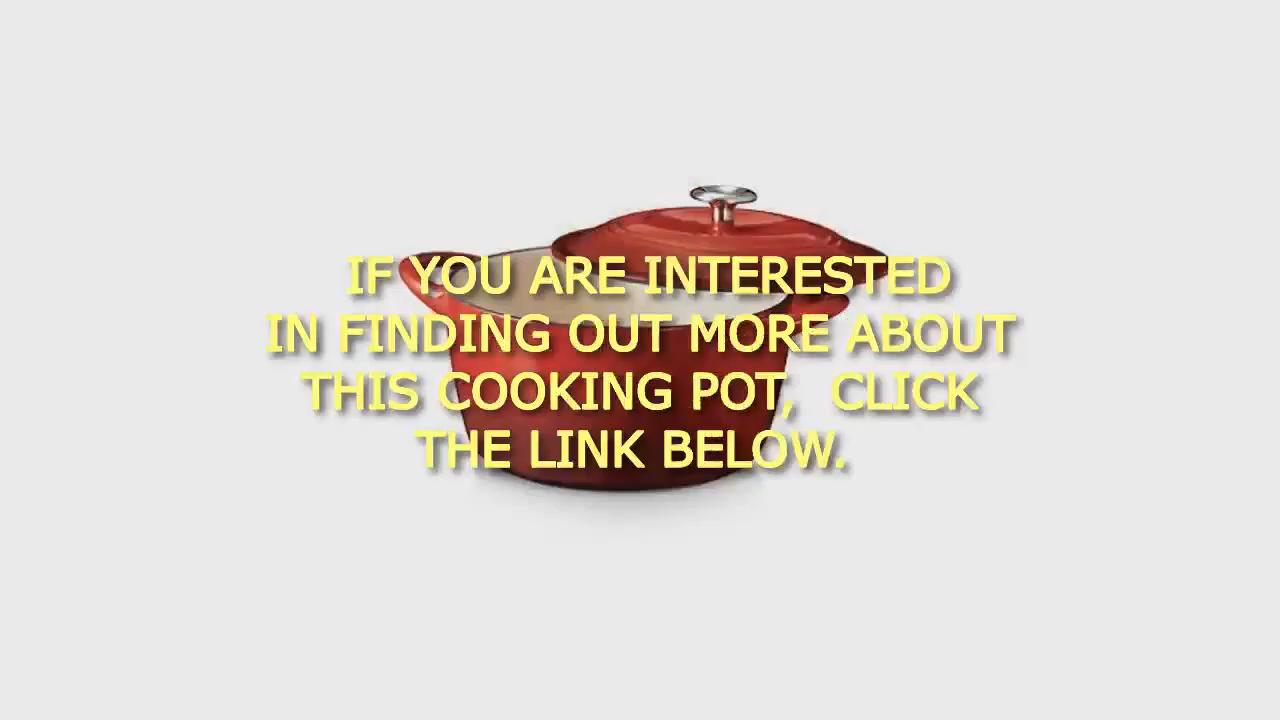 IF YOU ARE INTERESTED
IN FINDING OUT MORE ABOUT
THIS COOKING POT,  CLICK
THE LINK BELOW.